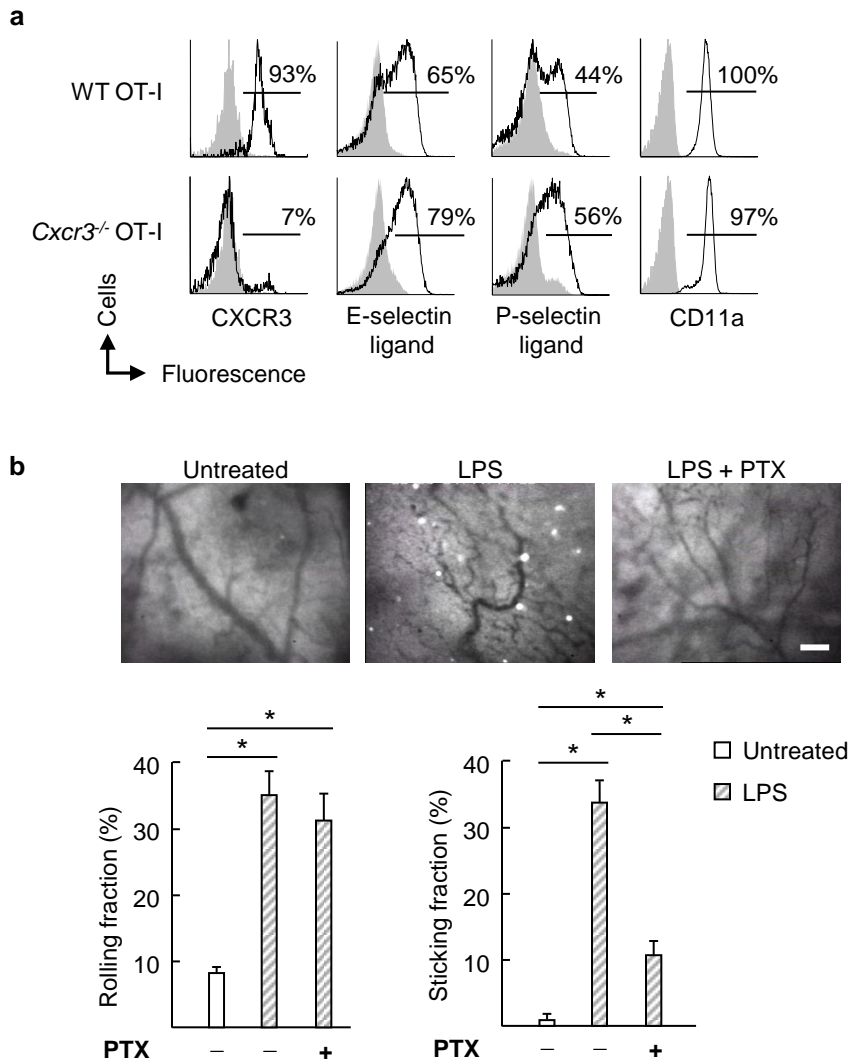 a
WT OT-I
93%
65%
44%
100%
Cxcr3-/- OT-I
7%
79%
56%
97%
Cells
CXCR3
E-selectin
ligand
P-selectin
ligand
CD11a
Fluorescence
b
Untreated
LPS
LPS + PTX
Rolling fraction (%)
40
30
20
10
*
*
PTX
–
–
+
Sticking fraction (%)
40
30
20
10
*
*
*
PTX
–
–
+
Untreated
LPS